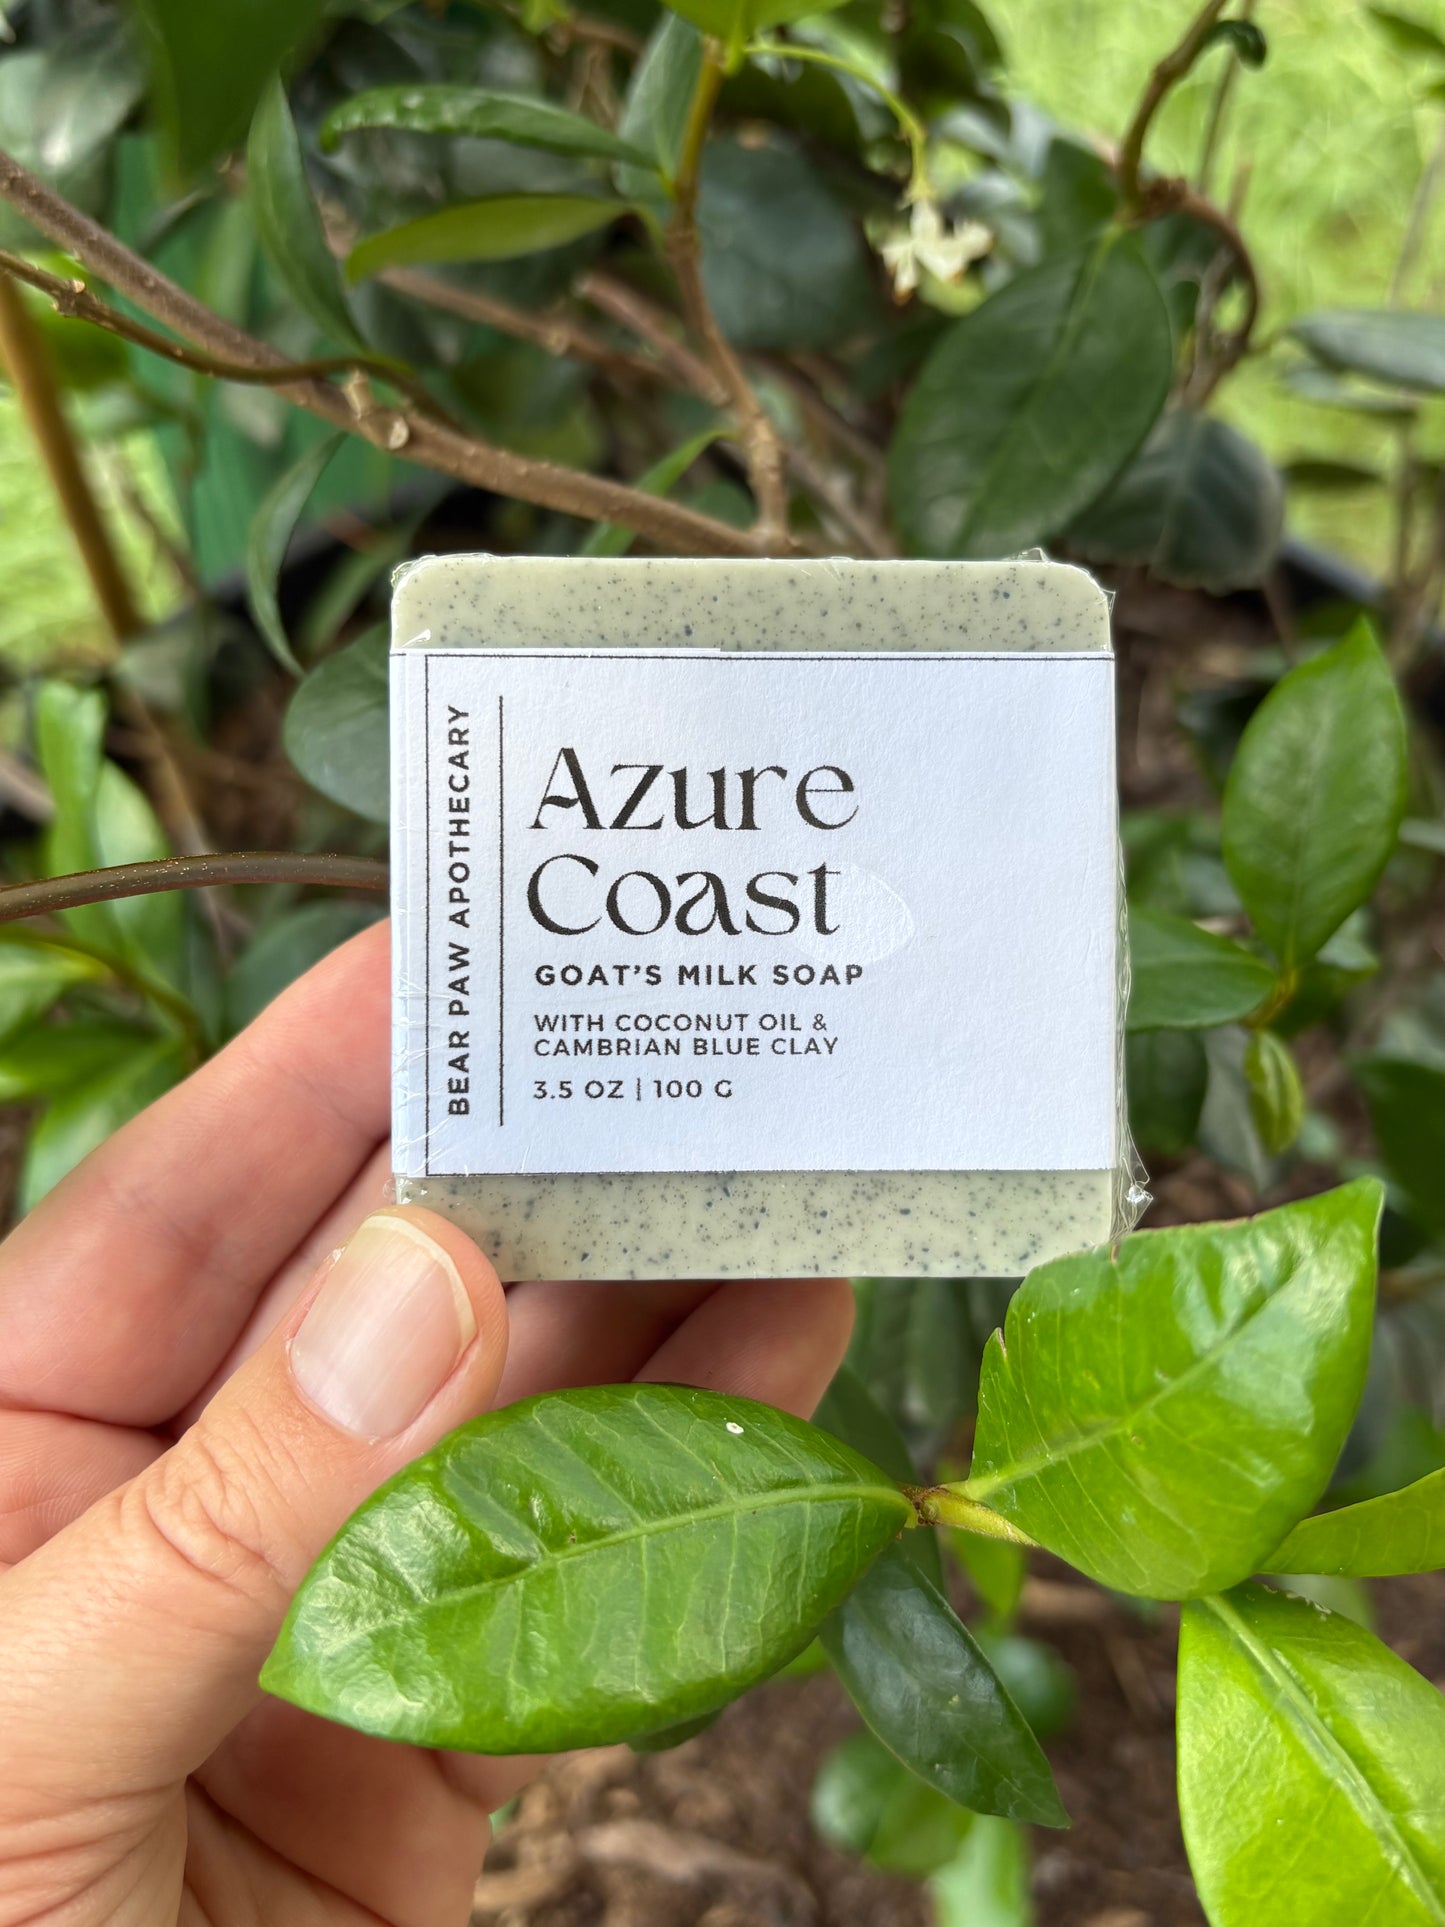 BEAR PAW APOTHECARY
Azure
Coast
GOAT'S MILK SOAP
WITH COCONUT OIL &
CAMBRIAN BLUE CLAY
3.5 OZ | 100 G